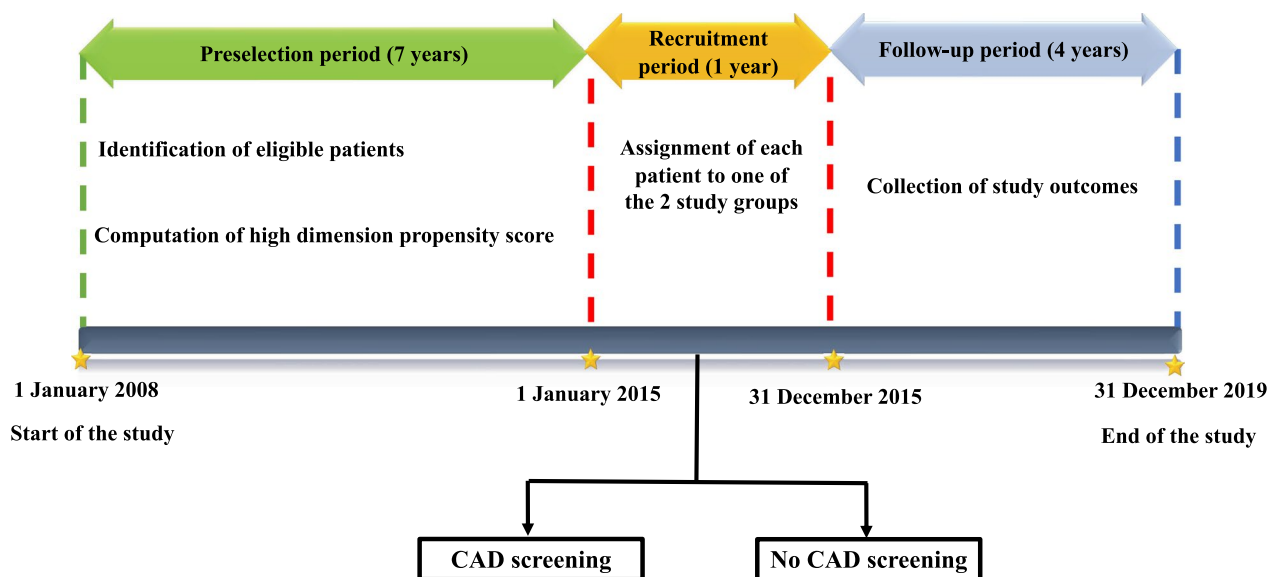 Preselection period (7 years)
Recruitment
period (1 year)
Follow-up period (4 years)
Identification of eligible patients
Computation of high dimension propensity score
Assignment of each
patient to one of
the 2 study groups
Collection of study outcomes
1 January 2008
Start of the study
1 January 2015
31 December 2015
31 December 2019
End of the study
CAD screening
No CAD screening